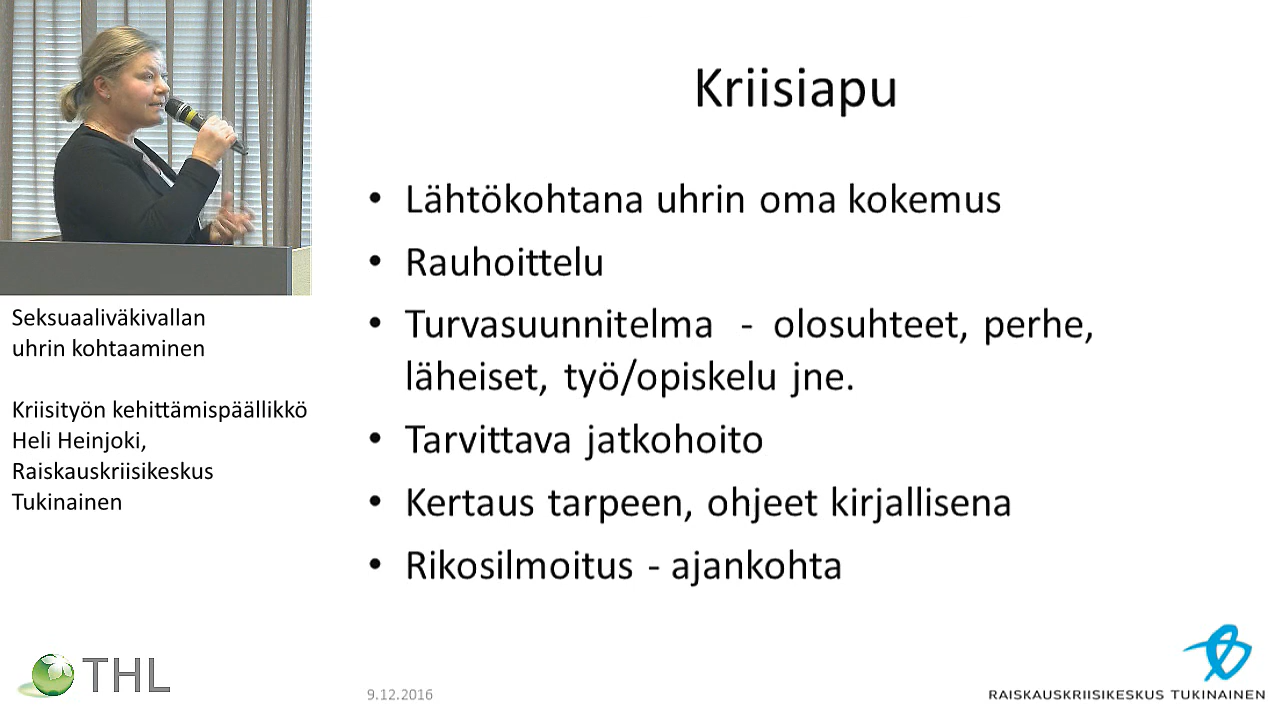 Kriisiapu
• Lähtökohtana uhrin oma kokemus
• Rauhoittelu
• Turvasuunnitelma - olosuhteet, perhe,
läheiset, työ/opiskelu jne.
• Tarvittava jatkohoito
• Kertaus tarpeen, ohjeet kirjallisena
• Rikosilmoitus - ajankohta
Seksuaaliväkivallan
uhrin kohtaaminen
Kriisityön kehittämispäällikkö
Heli Heinjoki,
Raiskauskriisikeskus
Tukinainen
THL
9.12.2016
RAISKAUSKRIISIKESKUS TUKINAINEN